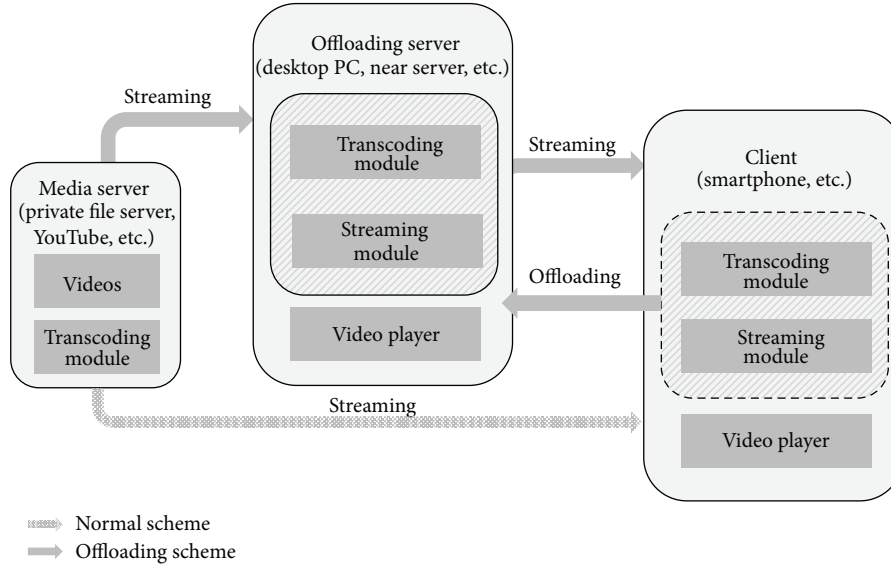 Offloading server
(desktop PC, near server, etc.)
Streaming
Transcoding
module
Streaming
module
Video player
Media server
(private file server,
YouTube, etc.)
Videos
Transcoding
module
Streaming
Offloading
Client
(smartphone, etc.)
Transcoding
module
Streaming
module
Video player
Streaming
Normal scheme
Offloading scheme